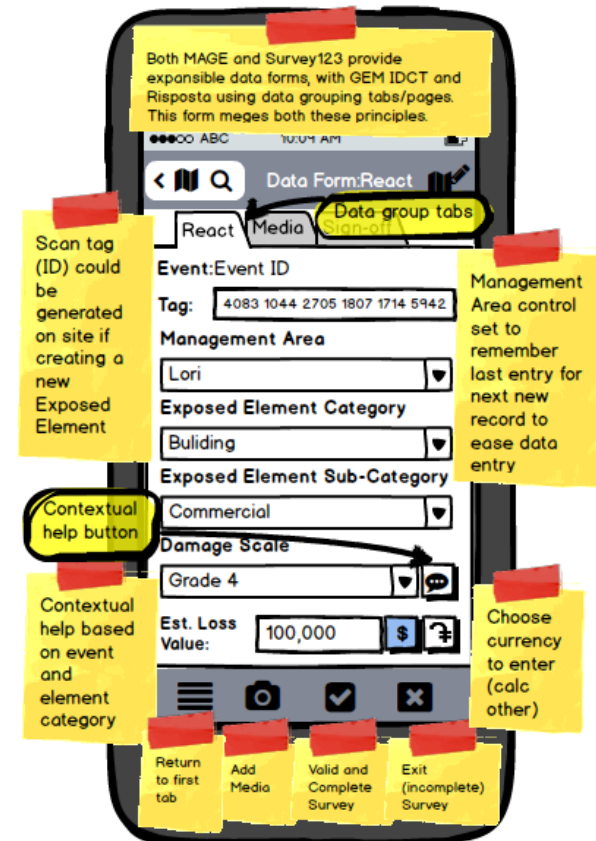 Both MAGE and Survey123 provide
expansible data forms, with GEM IDCT and
Risposta using data grouping tabs/pages.
This form meges both these principles.
ABC
10:09 AM
Data Form:React
Data group tabs
React
Media
Sign-off
Scan tag
(ID) could
be
generated
on site if
creating a
new
Exposed
Element
Event:Event ID
Tag: 4083 1044 2705 1807 1714 5942
Management Area
Lori
Exposed Element Category
Buliding
Exposed Element Sub-Category
Commercial
Damage Scale
Grade 4
Est. Loss
Value:
100,000
$
Management
Area control
set to
remember
last entry for
next new
record to
ease data
entry
Contextual
help button
Contextual
help based
on event
and
element
category
Choose
currency
to enter
(calc
other)
Return
to first
tab
Add
Media
Valid and
Complete
Survey
Exit
(incomplete)
Survey